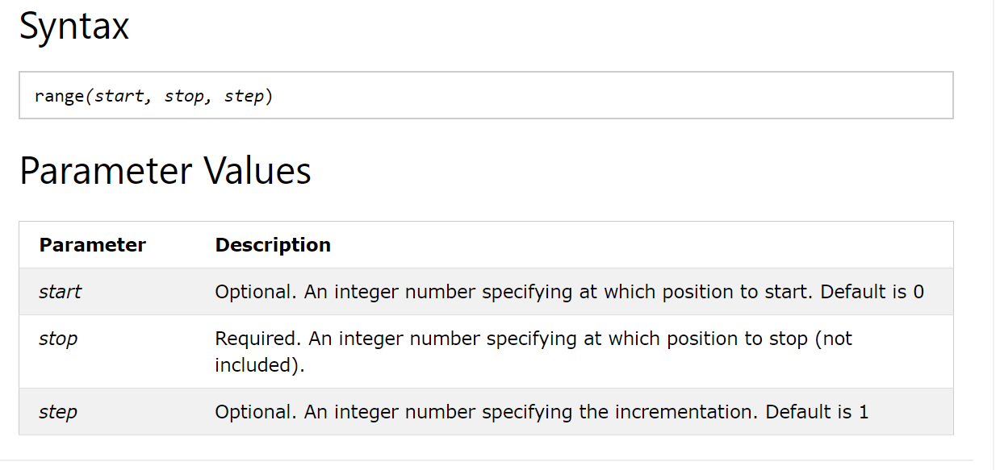 Syntax
range(start, stop, step)
Parameter Values
Parameter Description
start Optional. An integer number specifying at which position to start. Default is 0
stop Required. An integer number specifying at which position to stop (not
included).
step Optional. An integer number specifying the incrementation. Default is 1